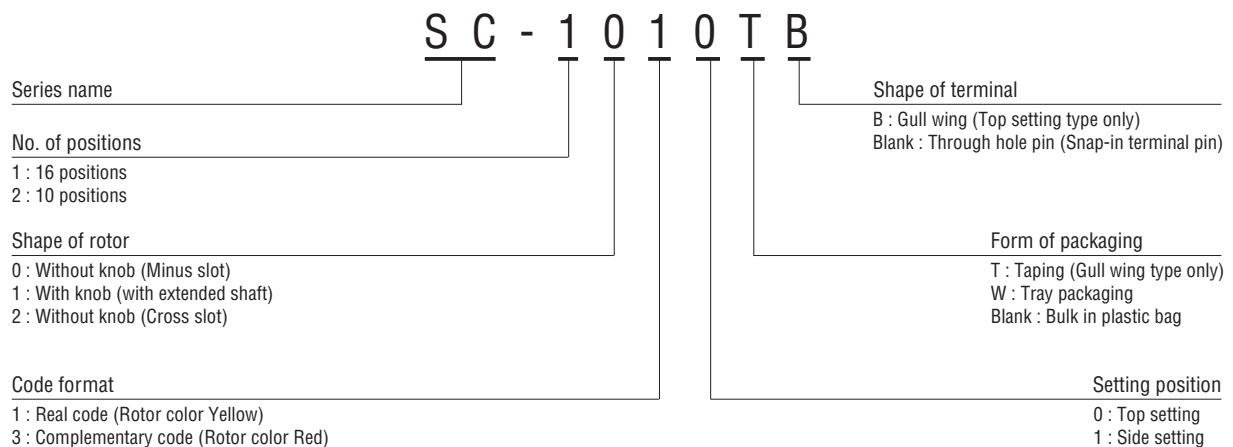 SC-1010TB
Series name
No. of positions
1 : 16 positions
2 : 10 positions
Shape of rotor
0 : Without knob (Minus slot)
1 : With knob (with extended shaft)
2 : Without knob (Cross slot)
Code format
1 : Real code (Rotor color Yellow)
3 : Complementary code (Rotor color Red)
Shape of terminal
B : Gull wing (Top setting type only)
Blank : Through hole pin (Snap-in terminal pin)
Form of packaging
T : Taping (Gull wing type only)
W : Tray packaging
Blank : Bulk in plastic bag
Setting position
0 : Top setting
1 : Side setting